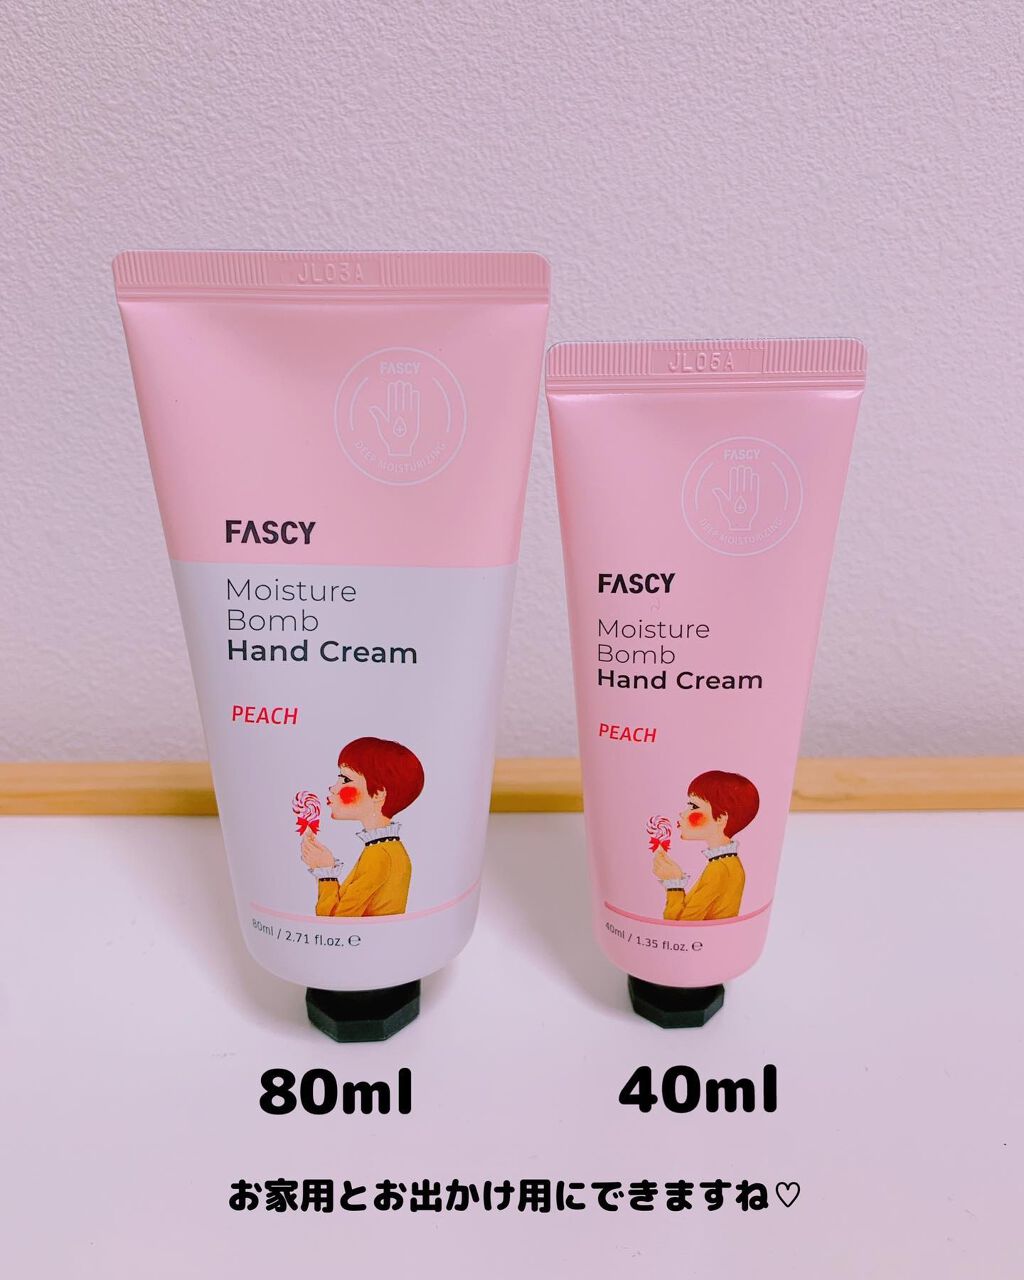 JL03A
FASCY
DEEP MOISTURIZING
FASCY
Moisture
Bomb
Hand Cream
PEACH
80ml / 2.71 fl.oz. ℮
JL05A
FASCY
DEEP MOISTURIZING
FASCY
Moisture
Bomb
Hand Cream
PEACH
40ml / 1.35 fl.oz. ℮
80ml
40ml
お家用とお出かけ用にできますね♡